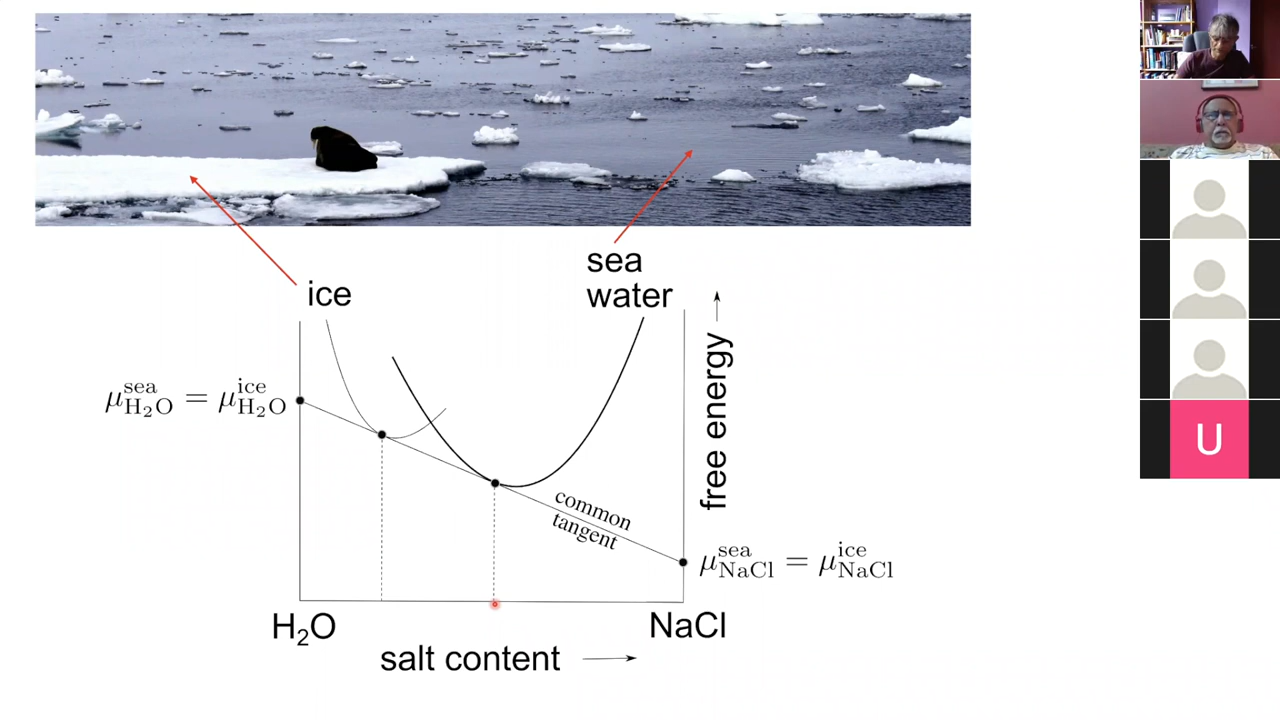 ice
sea
water
free energy
μ^sea_H₂O = μ^ice_H₂O
common
tangent
μ^sea_NaCl = μ^ice_NaCl
H₂O
NaCl
salt content
U